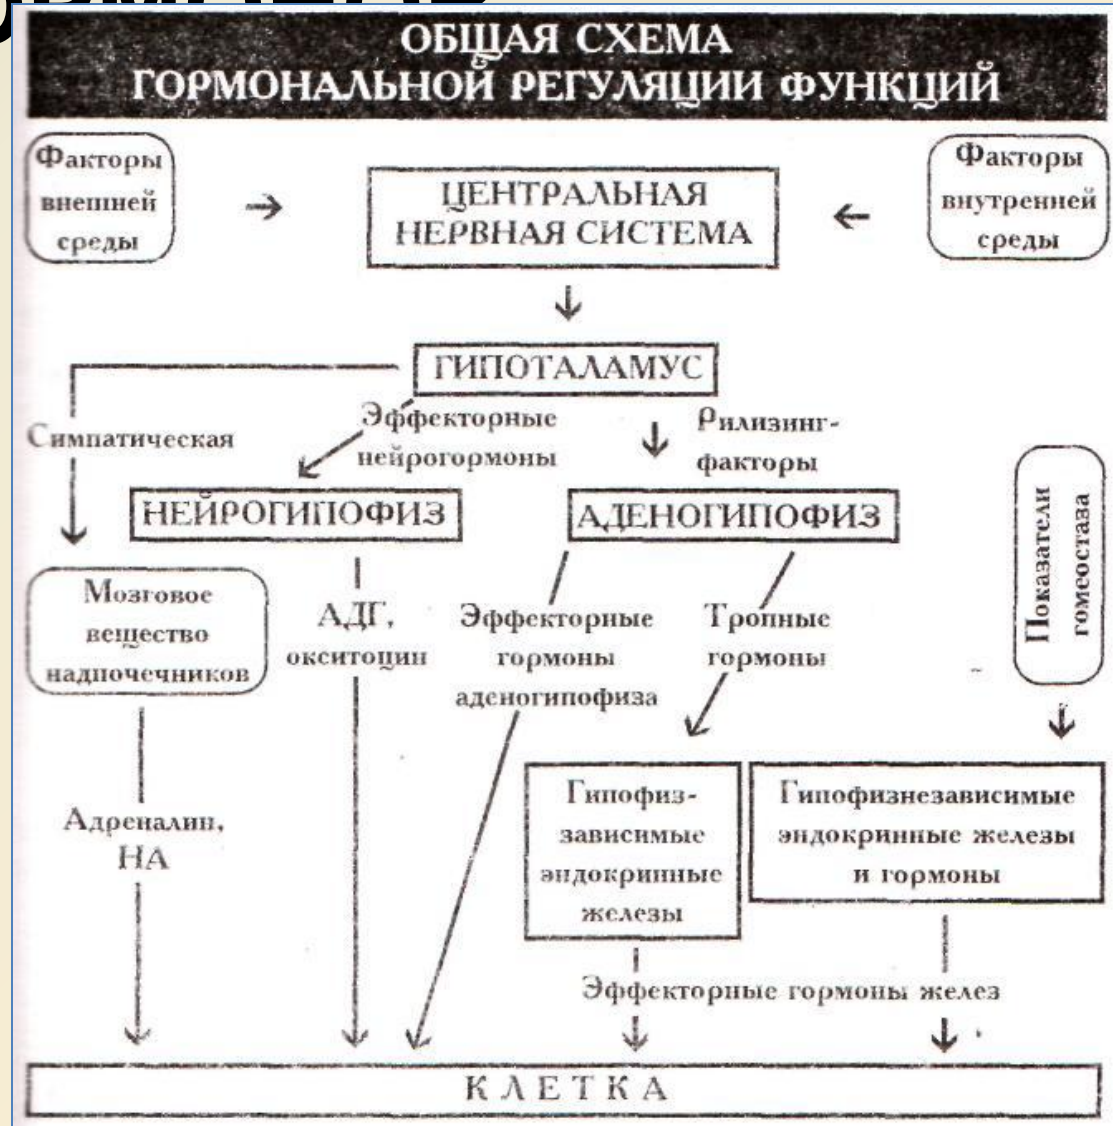 ОБЩАЯ СХЕМА
ГОРМОНАЛЬНОЙ РЕГУЛЯЦИИ ФУНКЦИЙ
Факторы
внешней
среды
ЦЕНТРАЛЬНАЯ
НЕРВНАЯ СИСТЕМА
Факторы
внутренней
среды
ГИПОТАЛАМУС
Симпатическая
Эффекторные
нейрогормоны
Рилизинг-
факторы
НЕЙРОГИПОФИЗ
АДЕНОГИПОФИЗ
Показатели
гомеостаза
Мозговое
вещество
надпочечников
АДГ,
окситоцин
Эффекторные
гормоны
аденогипофиза
Тропные
гормоны
Адреналин,
НА
Гипофиз-
зависимые
эндокринные
железы
Гипофизнезависимые
эндокринные железы
и гормоны
Эффекторные гормоны желез
КЛЕТКА